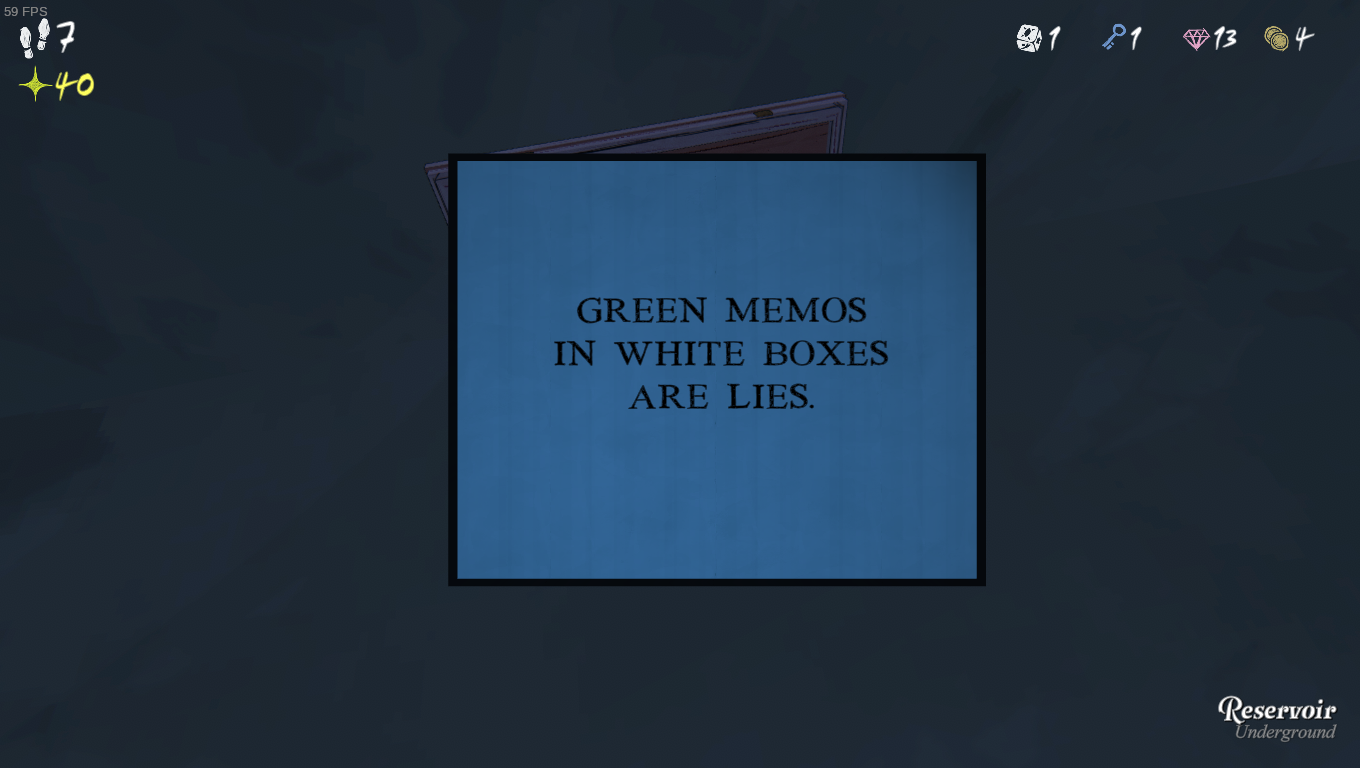 59 FPS
7
40
1
1
13
4
GREEN MEMOS
IN WHITE BOXES
ARE LIES.
Reservoir
Underground